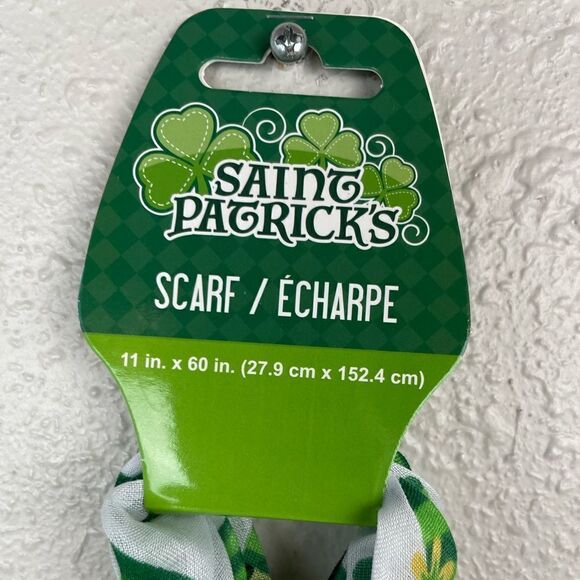 SAINT
PATRICK'S
SCARF / ÉCHARPE
11 in. x 60 in. (27.9 cm x 152.4 cm)